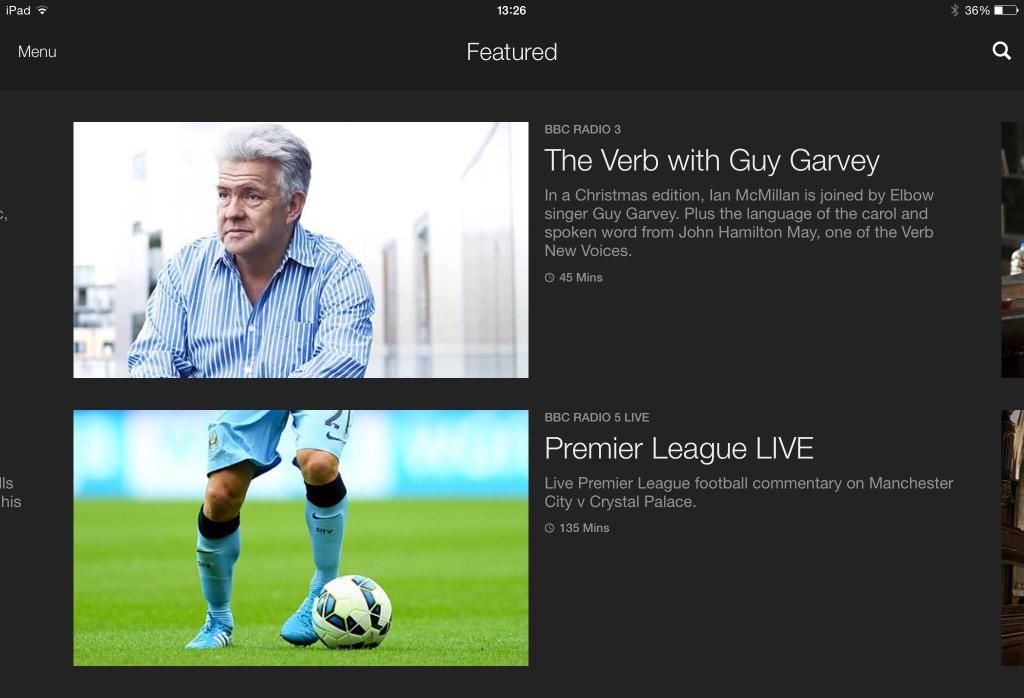 iPad 13:26 36%
Menu Featured
BBC RADIO 3
The Verb with Guy Garvey
In a Christmas edition, Ian McMillan is joined by Elbow
singer Guy Garvey. Plus the language of the carol and
spoken word from John Hamilton May, one of the Verb
New Voices.
45 Mins
c,
BBC RADIO 5 LIVE
Premier League LIVE
Live Premier League football commentary on Manchester
City v Crystal Palace.
135 Mins
lls
his
21
CITY